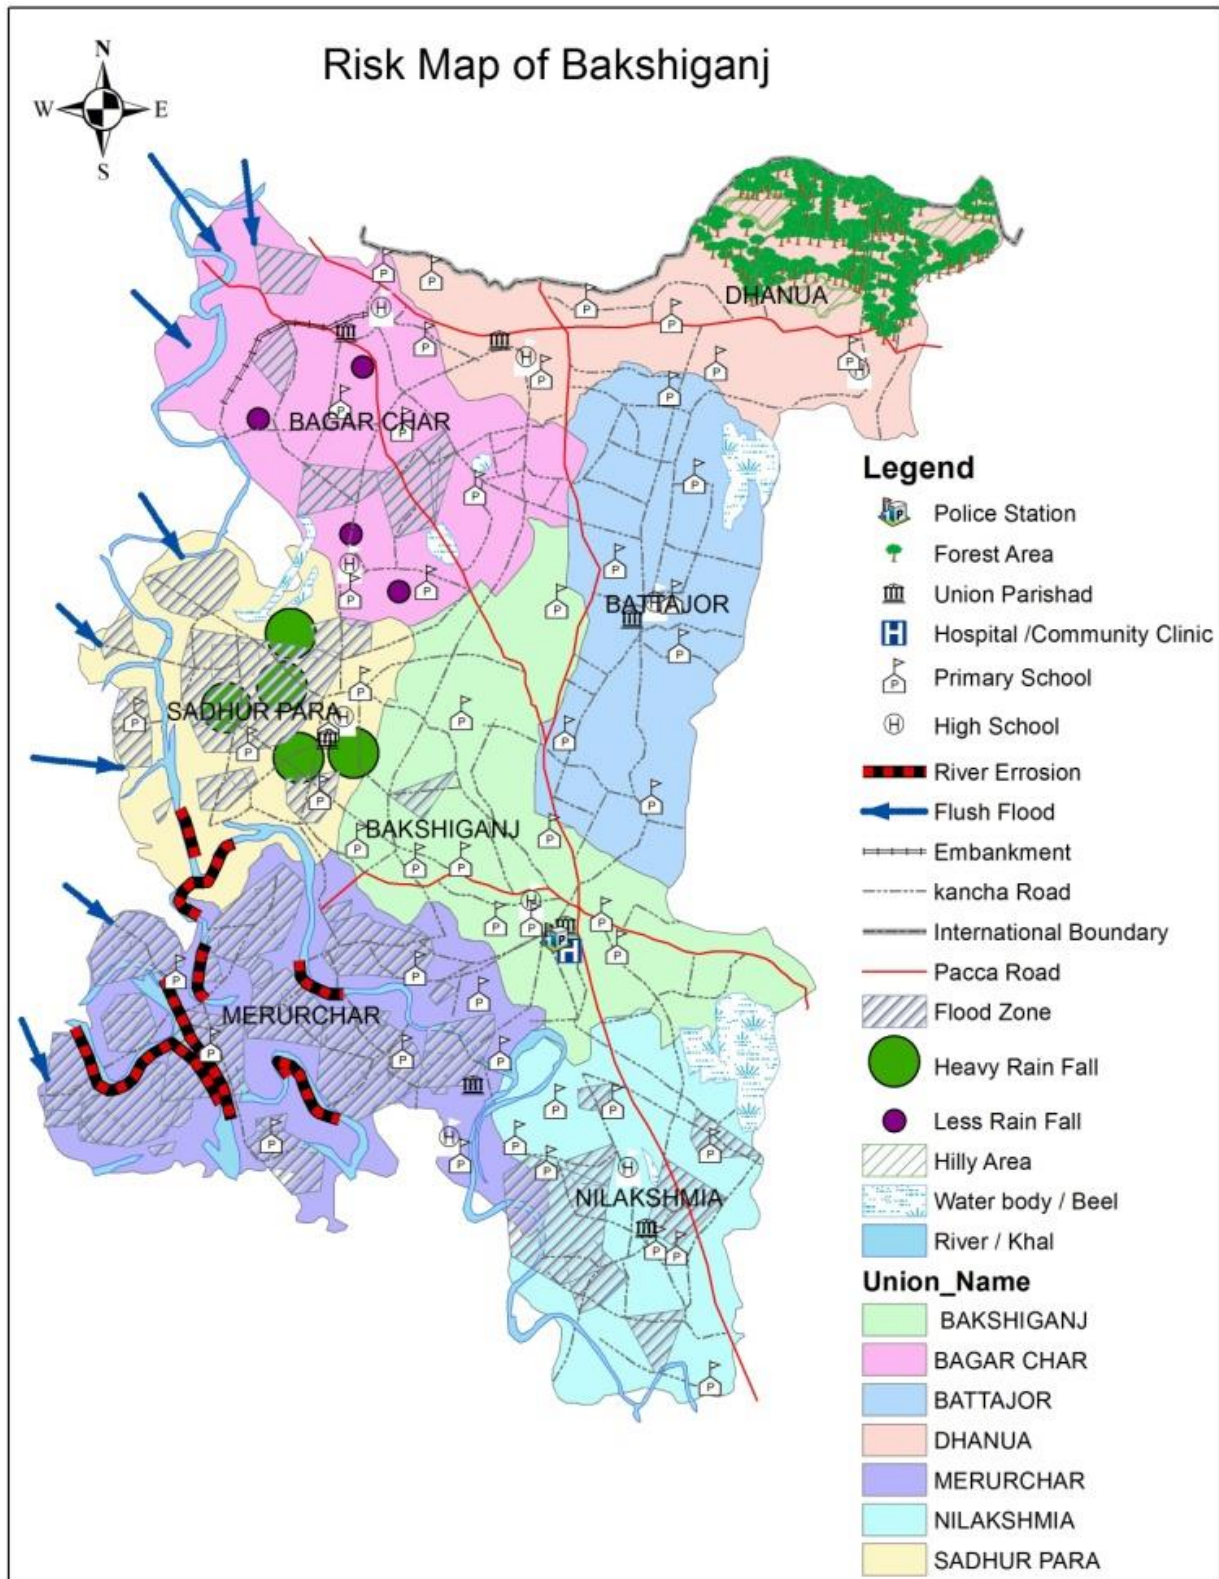 Risk Map of Bakshiganj
N
W E
S
DHANUA
BAGAR CHAR
BATTAJOR
SADHUR PARA
BAKSHIGANJ
MERURCHAR
NILAKSHMIA
Legend
Police Station
Forest Area
Union Parishad
Hospital /Community Clinic
Primary School
High School
River Errosion
Flush Flood
Embankment
kancha Road
International Boundary
Pacca Road
Flood Zone
Heavy Rain Fall
Less Rain Fall
Hilly Area
Water body / Beel
River / Khal
Union_Name
BAKSHIGANJ
BAGAR CHAR
BATTAJOR
DHANUA
MERURCHAR
NILAKSHMIA
SADHUR PARA